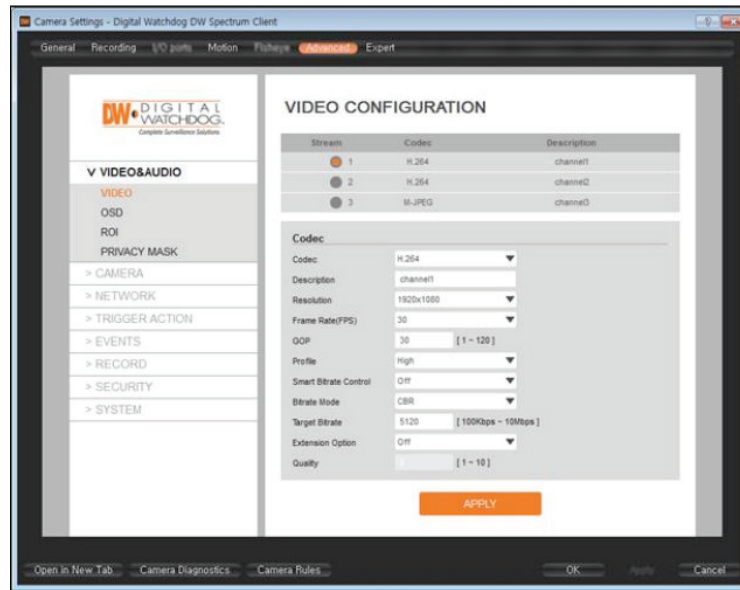 Camera Settings - Digital Watchdog DW Spectrum Client
General Recording I/O ports Motion Fisheye Advanced Expert
DW DIGITAL
WATCHDOG
Complete Surveillance Solutions
V VIDEO&AUDIO
VIDEO
OSD
ROI
PRIVACY MASK
> CAMERA
> NETWORK
> TRIGGER ACTION
> EVENTS
> RECORD
> SECURITY
> SYSTEM
VIDEO CONFIGURATION
Stream Codec Description
1 H.264 channel1
2 H.264 channel2
3 M-JPEG channel3
Codec
Codec H.264
Description channel1
Resolution 1920x1080
Frame Rate(FPS) 30
GOP 30 [ 1 ~ 120 ]
Profile High
Smart Bitrate Control Off
Bitrate Mode CBR
Target Bitrate 5120 [ 100Kbps ~ 10Mbps ]
Extension Option Off
Quality [ 1 ~ 10 ]
APPLY
Open in New Tab... Camera Diagnostics... Camera Rules... OK Apply Cancel